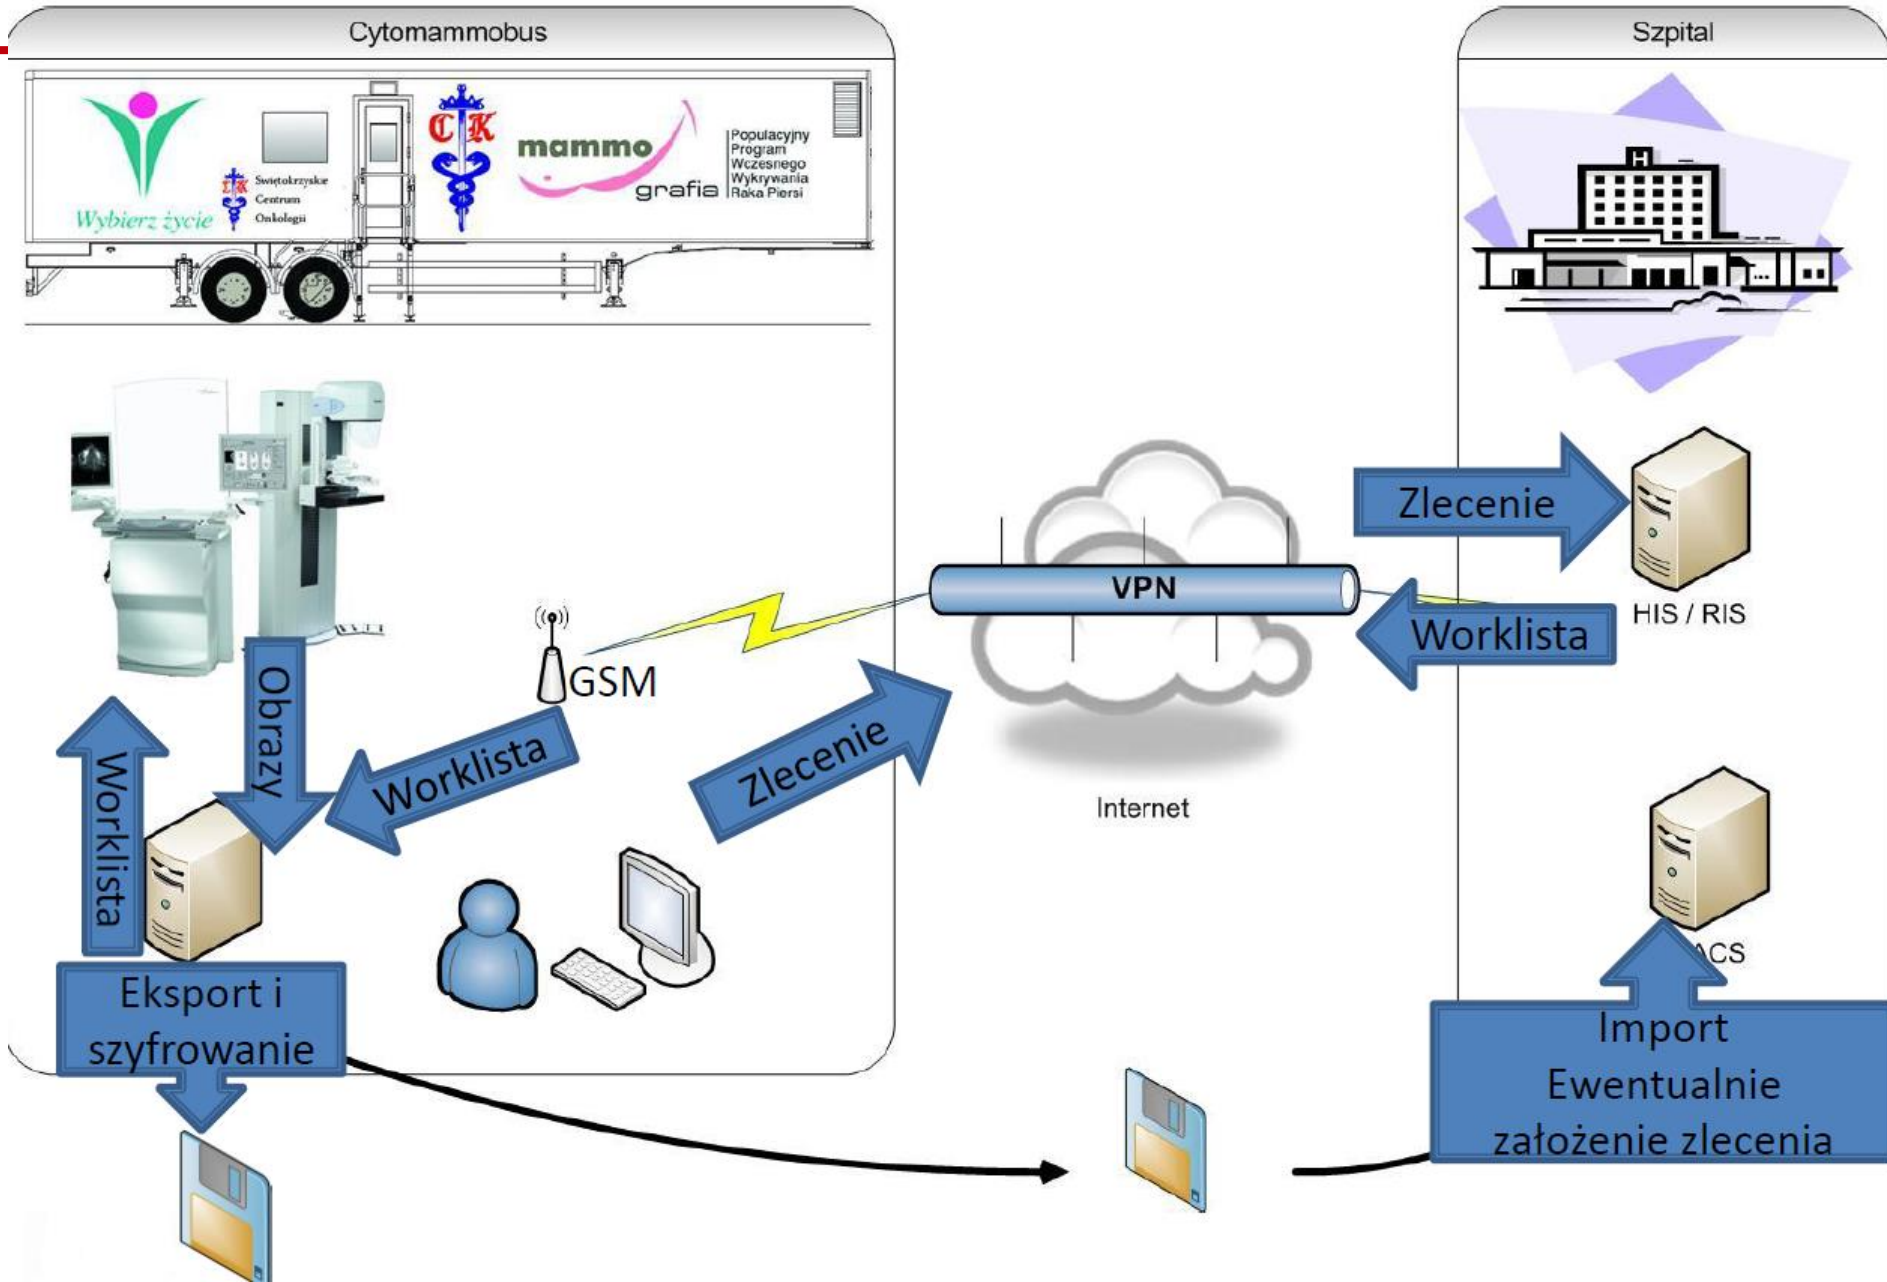 Cytomammobus
Szpital
Wybierz życie
Świętokrzyskie
Centrum
Onkologii
C K
mammo
grafia
Populacyjny
Program
Wczesnego
Wykrywania
Raka Piersi
H
Zlecenie
HIS / RIS
VPN
Worklista
GSM
Obrazy
Worklista
Worklista
Zlecenie
Internet
ACS
Eksport i
szyfrowanie
Import
Ewentualnie
założenie zlecenia